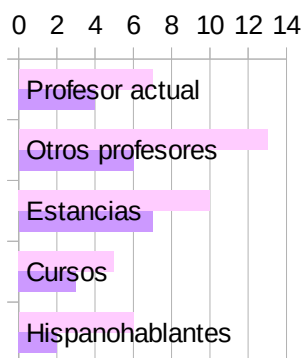 0 2 4 6 8 10 12 14
Profesor actual
Otros profesores
Estancias
Cursos
Hispanohablantes